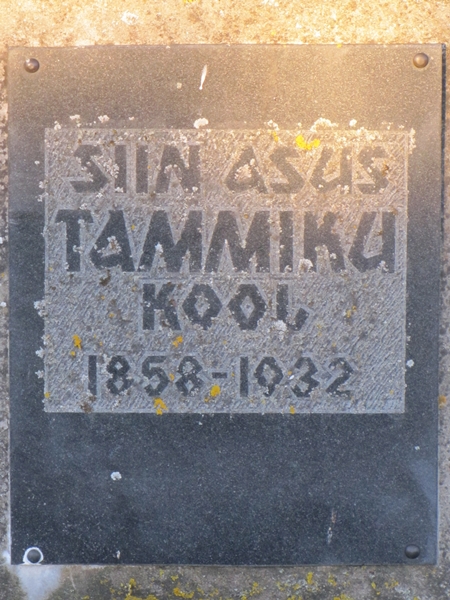 SIIN ASUS
TAMMIKU
KOOL
1858-1932